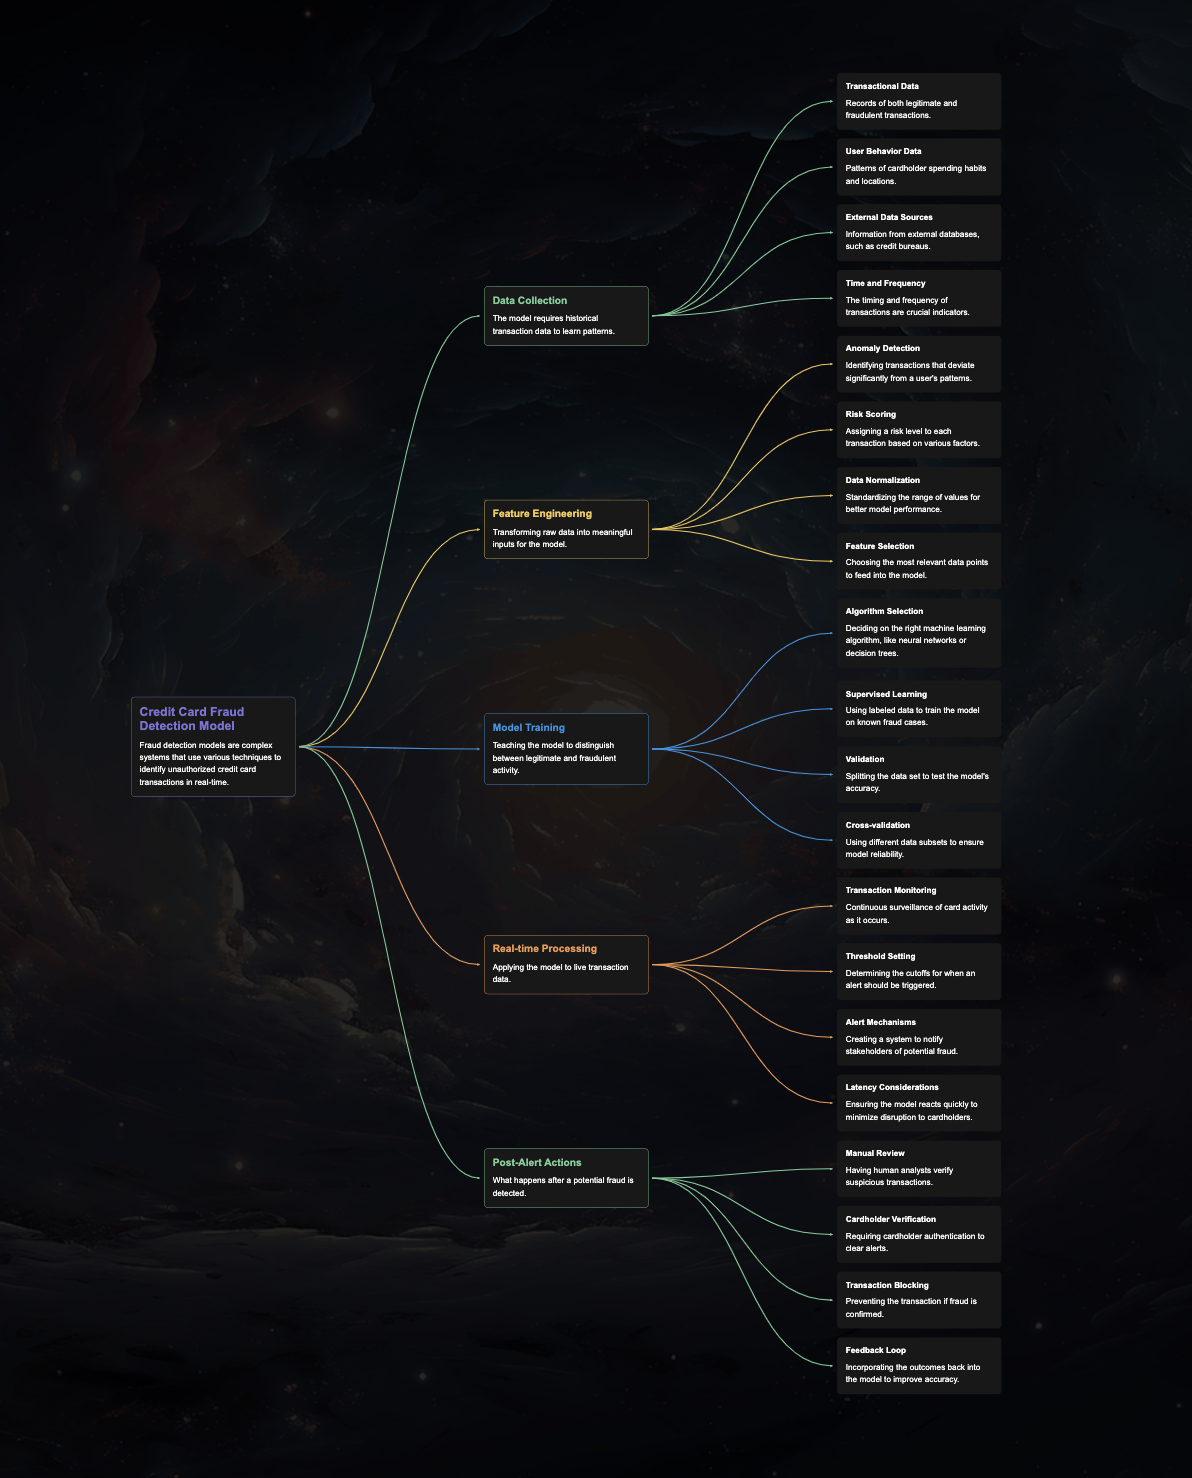 Credit Card Fraud
Detection Model
Fraud detection models are complex
systems that use various techniques to
identify unauthorized credit card
transactions in real-time.
Data Collection
The model requires historical
transaction data to learn patterns.
Transactional Data
Records of both legitimate and
fraudulent transactions.
User Behavior Data
Patterns of cardholder spending habits
and locations.
External Data Sources
Information from external databases,
such as credit bureaus.
Time and Frequency
The timing and frequency of
transactions are crucial indicators.
Feature Engineering
Transforming raw data into meaningful
inputs for the model.
Anomaly Detection
Identifying transactions that deviate
significantly from a user's patterns.
Risk Scoring
Assigning a risk level to each
transaction based on various factors.
Data Normalization
Standardizing the range of values for
better model performance.
Feature Selection
Choosing the most relevant data points
to feed into the model.
Model Training
Teaching the model to distinguish
between legitimate and fraudulent
activity.
Algorithm Selection
Deciding on the right machine learning
algorithm, like neural networks or
decision trees.
Supervised Learning
Using labeled data to train the model
on known fraud cases.
Validation
Splitting the data set to test the model's
accuracy.
Cross-validation
Using different data subsets to ensure
model reliability.
Real-time Processing
Applying the model to live transaction
data.
Transaction Monitoring
Continuous surveillance of card activity
as it occurs.
Threshold Setting
Determining the cutoffs for when an
alert should be triggered.
Alert Mechanisms
Creating a system to notify
stakeholders of potential fraud.
Latency Considerations
Ensuring the model reacts quickly to
minimize disruption to cardholders.
Post-Alert Actions
What happens after a potential fraud is
detected.
Manual Review
Having human analysts verify
suspicious transactions.
Cardholder Verification
Requiring cardholder authentication to
clear alerts.
Transaction Blocking
Preventing the transaction if fraud is
confirmed.
Feedback Loop
Incorporating the outcomes back into
the model to improve accuracy.